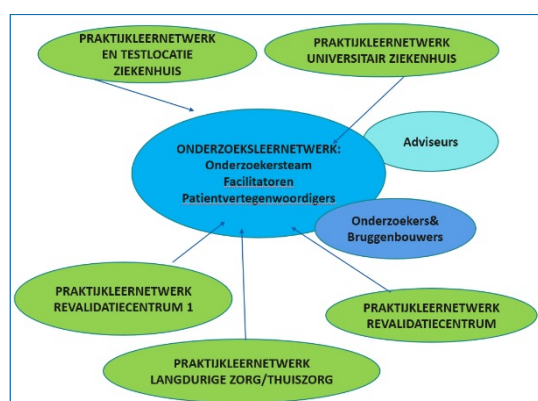 PRAKTIJKLEERNETWERK
EN TESTLOCATIE
ZIEKENHUIS
PRAKTIJKLEERNETWERK
UNIVERSITAIR ZIEKENHUIS
ONDERZOEKSLEERNETWERK:
Onderzoekersteam
Facilitatoren
Patientvertegenwoordigers
Adviseurs
Onderzoekers&
Bruggenbouwers
PRAKTIJKLEERNETWERK
REVALIDATIECENTRUM 1
PRAKTIJKLEERNETWERK
REVALIDATIECENTRUM
PRAKTIJKLEERNETWERK
LANGDURIGE ZORG/THUISZORG